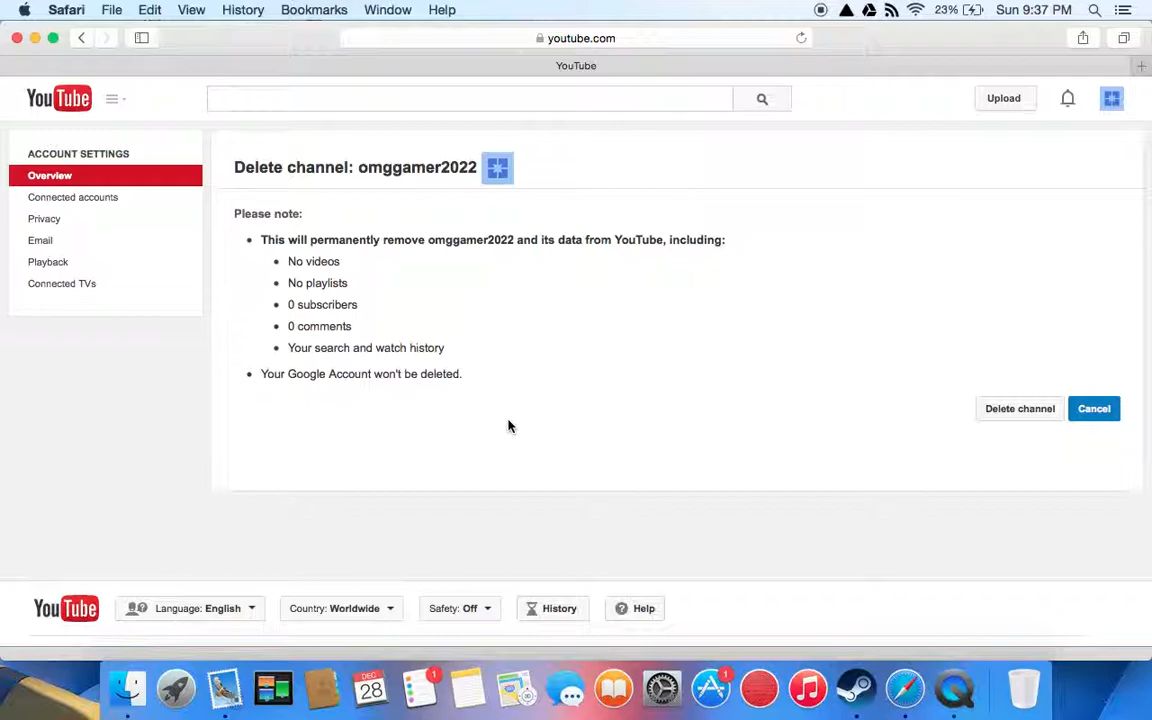 Safari File Edit View History Bookmarks Window Help 23% Sun 9:37 PM
youtube.com
YouTube
YouTube Upload
ACCOUNT SETTINGS
Overview
Connected accounts
Privacy
Email
Playback
Connected TVs
Delete channel: omggamer2022
Please note:
This will permanently remove omggamer2022 and its data from YouTube, including:
No videos
No playlists
0 subscribers
0 comments
Your search and watch history
Your Google Account won't be deleted.
Delete channel Cancel
YouTube Language: English Country: Worldwide Safety: Off History Help
DEC
28
1
1